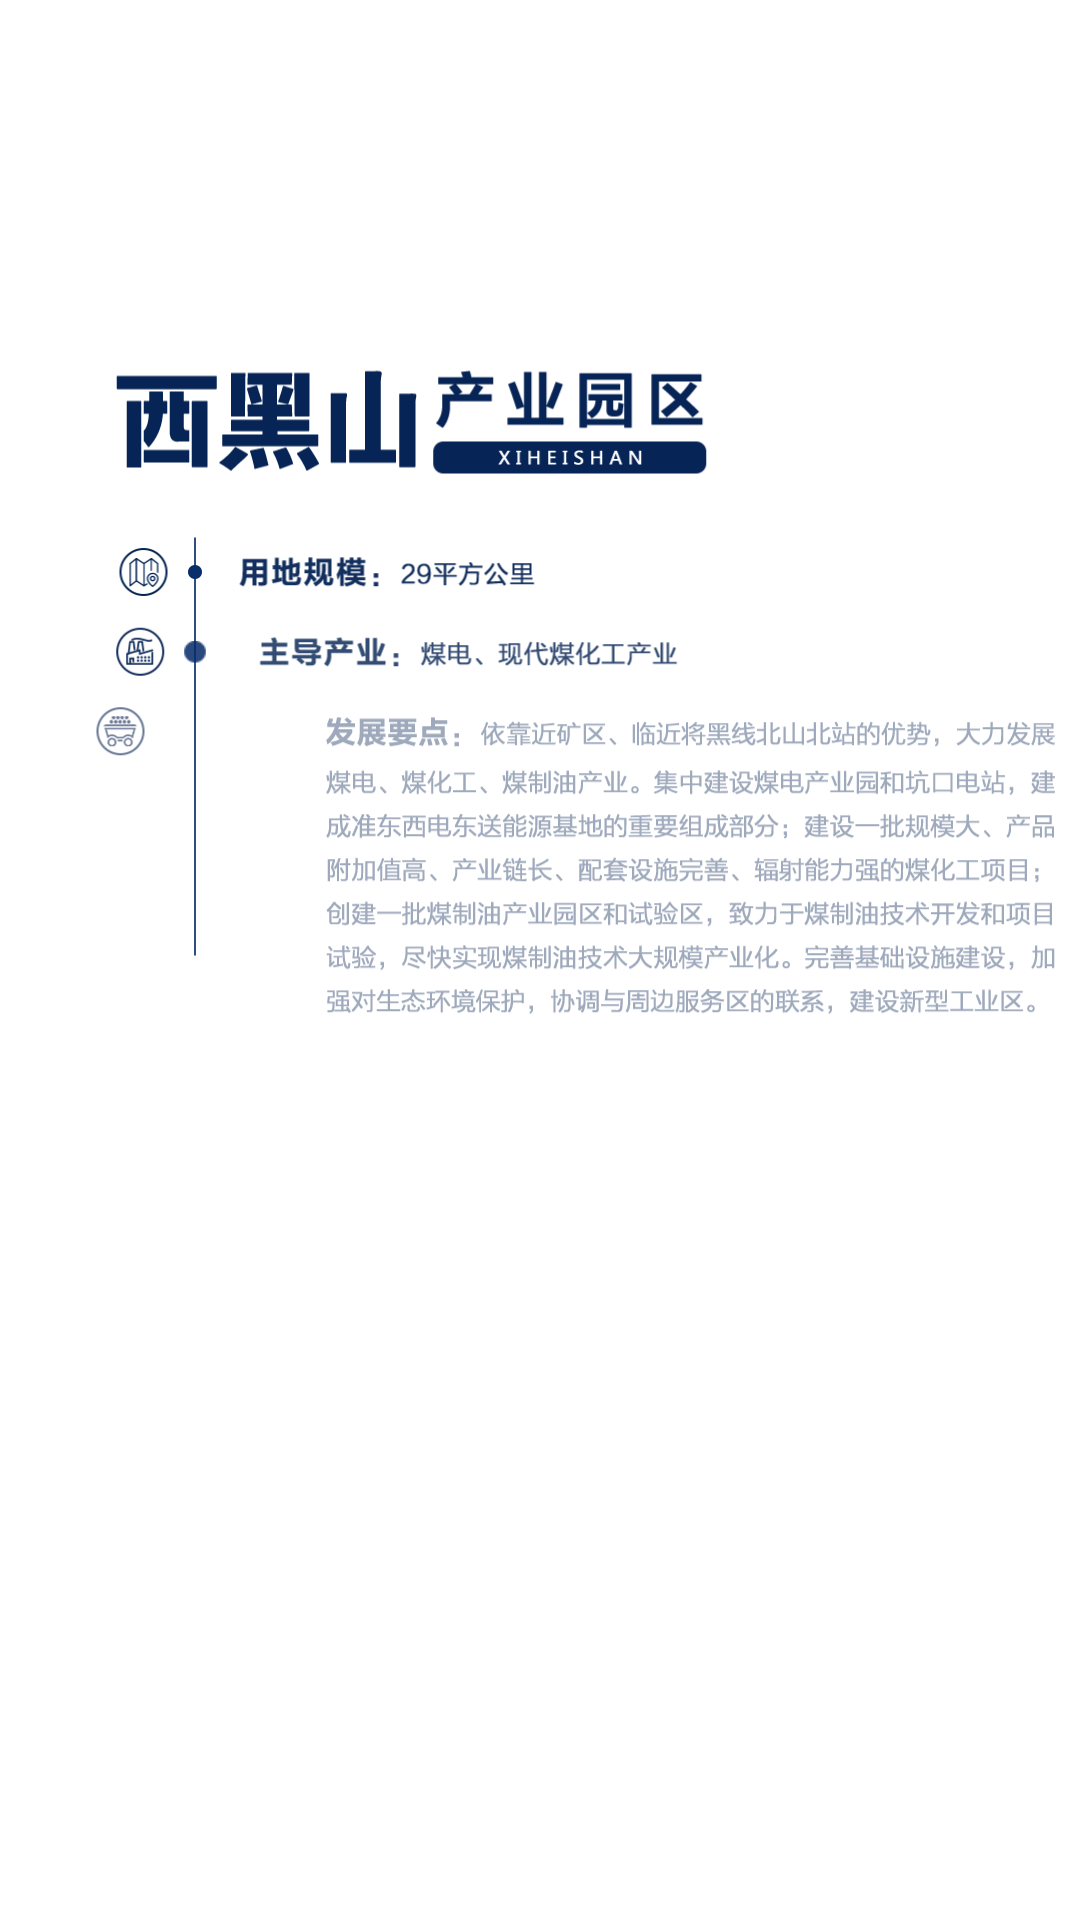 西黑山 产业园区
XIHEISHAN
用地规模：29平方公里
主导产业：煤电、现代煤化工产业
发展要点：依靠近矿区、临近将黑线北山北站的优势，大力发展
煤电、煤化工、煤制油产业。集中建设煤电产业园和坑口电站，建
成准东西电东送能源基地的重要组成部分；建设一批规模大、产品
附加值高、产业链长、配套设施完善、辐射能力强的煤化工项目；
创建一批煤制油产业园区和试验区，致力于煤制油技术开发和项目
试验，尽快实现煤制油技术大规模产业化。完善基础设施建设，加
强对生态环境保护，协调与周边服务区的联系，建设新型工业区。